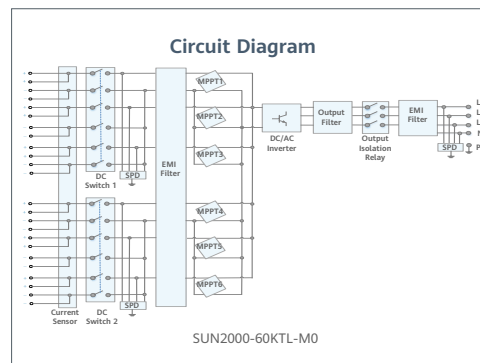 Circuit Diagram
MPPT1
MPPT2
MPPT3
DC
Switch 1
SPD
EMI
Filter
DC/AC
Inverter
Output
Filter
Output
Isolation
Relay
EMI
Filter
SPD
L
L
L
N
P
MPPT4
MPPT5
MPPT6
Current
Sensor
DC
Switch 2
SPD
SUN2000-60KTL-M0